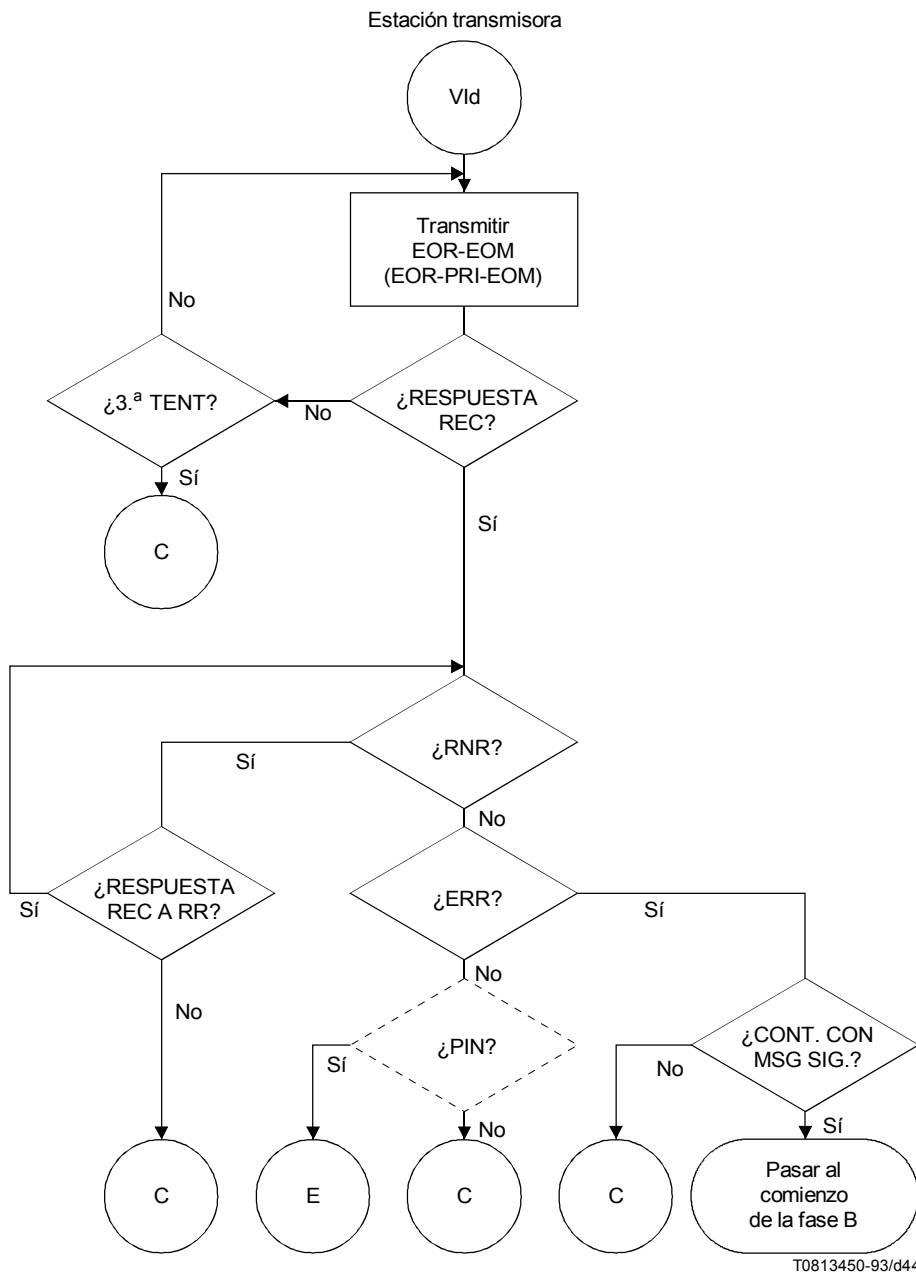 Estación transmisora
VId
Transmitir
EOR-EOM
(EOR-PRI-EOM)
No
¿3.ª TENT?
No
¿RESPUESTA
REC?
Sí
C
Sí
¿RNR?
Sí
No
¿RESPUESTA
REC A RR?
Sí
¿ERR?
Sí
No
No
¿PIN?
Sí
¿CONT. CON
MSG SIG.?
No
No
Sí
C
E
C
C
Pasar al
comienzo
de la fase B
T0813450-93/d44